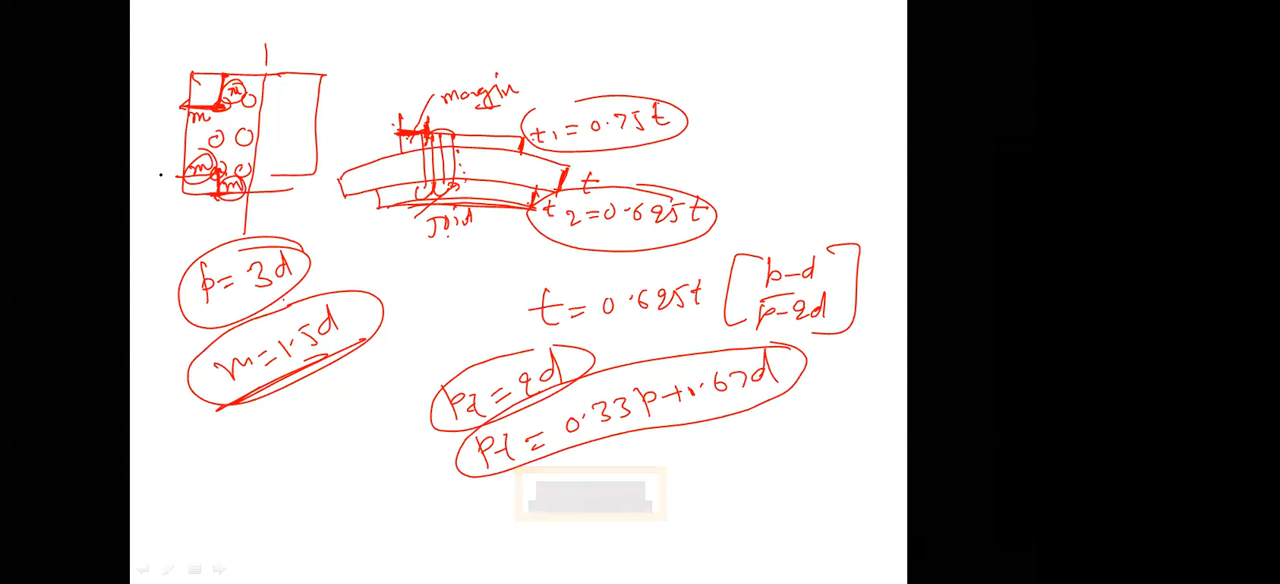 m
m
m
m
margin
t1 = 0.75t
t
t2 = 0.625t
Joint
p = 3d
m = 1.5d
t = 0.625t [p-d / p-2d]
Pd = 2d
Pt = 0.33p+1.67d